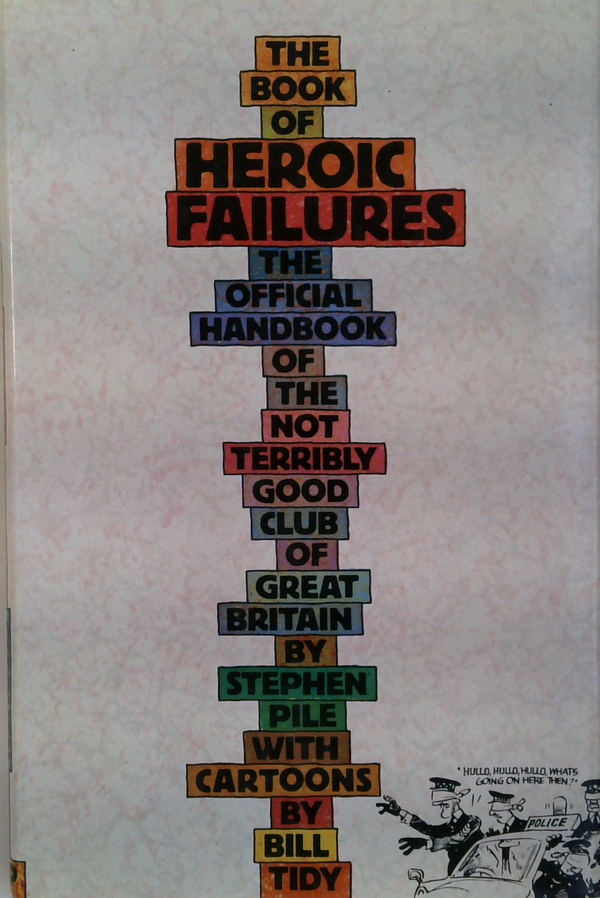 THE
BOOK
OF
HEROIC
FAILURES
THE
OFFICIAL
HANDBOOK
OF
THE
NOT
TERRIBLY
GOOD
CLUB
OF
GREAT
BRITAIN
BY
STEPHEN
PILE
WITH
CARTOONS
BY
BILL
TIDY
"HULLO, HULLO, HULLO, WHAT'S
GOING ON HERE THEN?"
POLICE